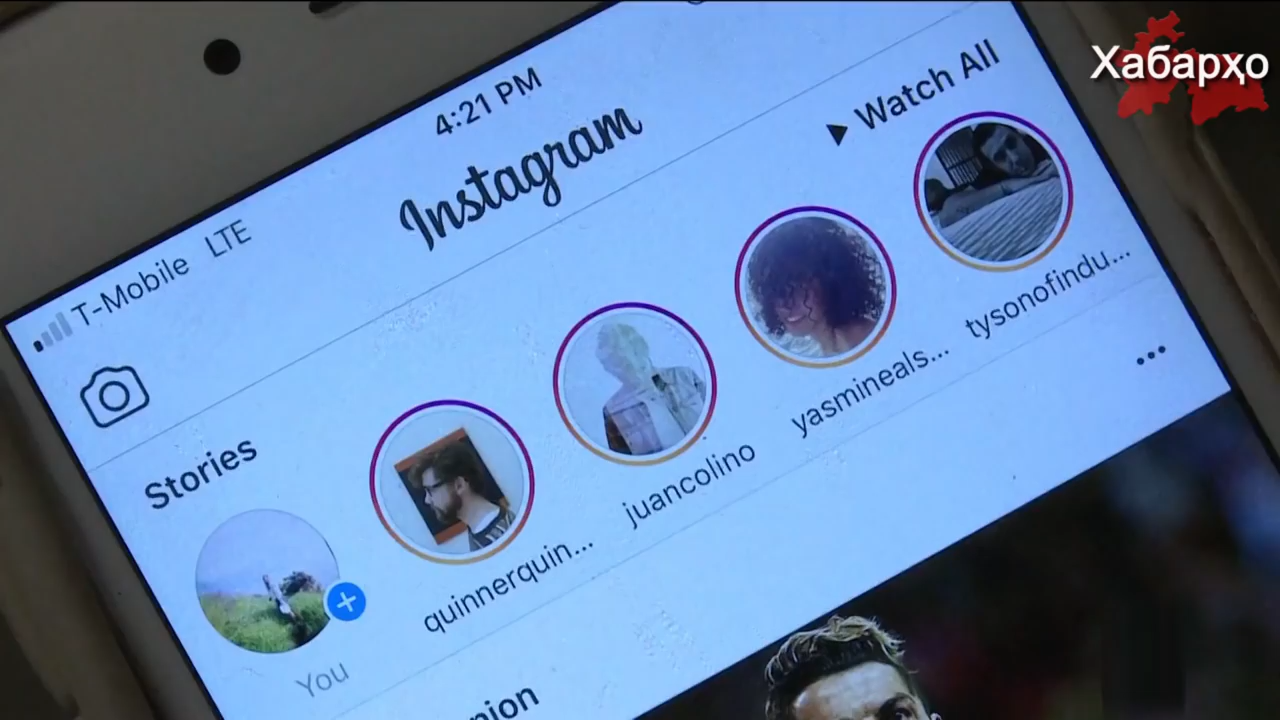 Хабарҳо
4:21 PM
T-Mobile LTE
Instagram
Stories
Watch All
You
quinnerquin...
juancolino
yasmineals...
tysonofindu...